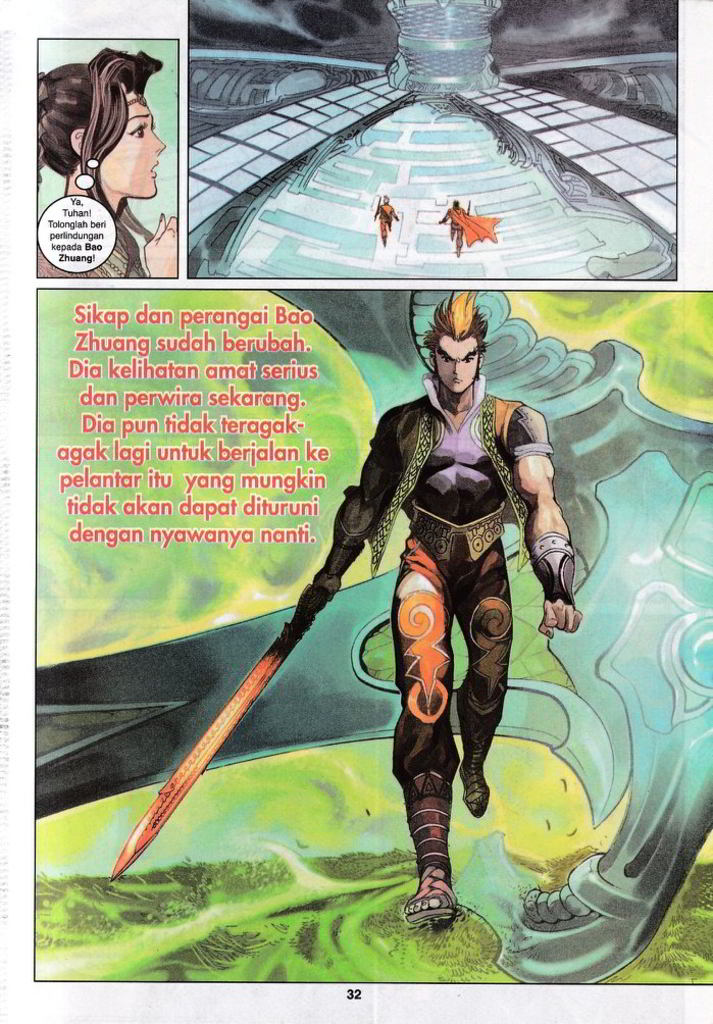 Ya,
Tuhan!
Tolonglah beri
perlindungan
kepada Bao
Zhuang!
Sikap dan perangai Bao
Zhuang sudah berubah.
Dia kelihatan amat serius
dan perwira sekarang.
Dia pun tidak teragak-
agak lagi untuk berjalan ke
pelantar itu yang mungkin
tidak akan dapat dituruni
dengan nyawanya nanti.
32